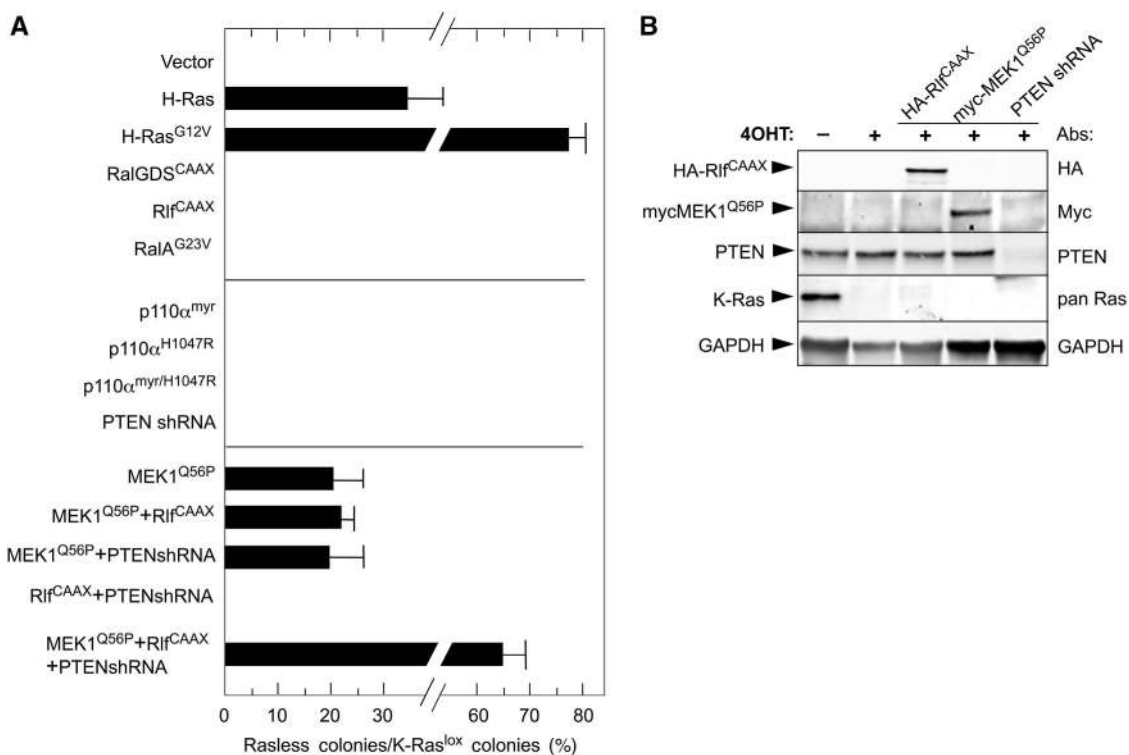 A
Vector
H-Ras
H-Ras^G12V
RalGDS^CAAX
Rlf^CAAX
RalA^G23V
p110α^myr
p110α^H1047R
p110α^myr/H1047R
PTEN shRNA
MEK1^Q56P
MEK1^Q56P+Rlf^CAAX
MEK1^Q56P+PTENshRNA
Rlf^CAAX+PTENshRNA
MEK1^Q56P+Rlf^CAAX
+PTENshRNA
0 10 20 30 60 70 80
Rasless colonies/K-Ras^lox colonies (%)
B
HA-Rlf^CAAX
myc-MEK1^Q56P
PTEN shRNA
4OHT: – + + + + Abs:
HA-Rlf^CAAX HA
mycMEK1^Q56P Myc
PTEN PTEN
K-Ras pan Ras
GAPDH GAPDH